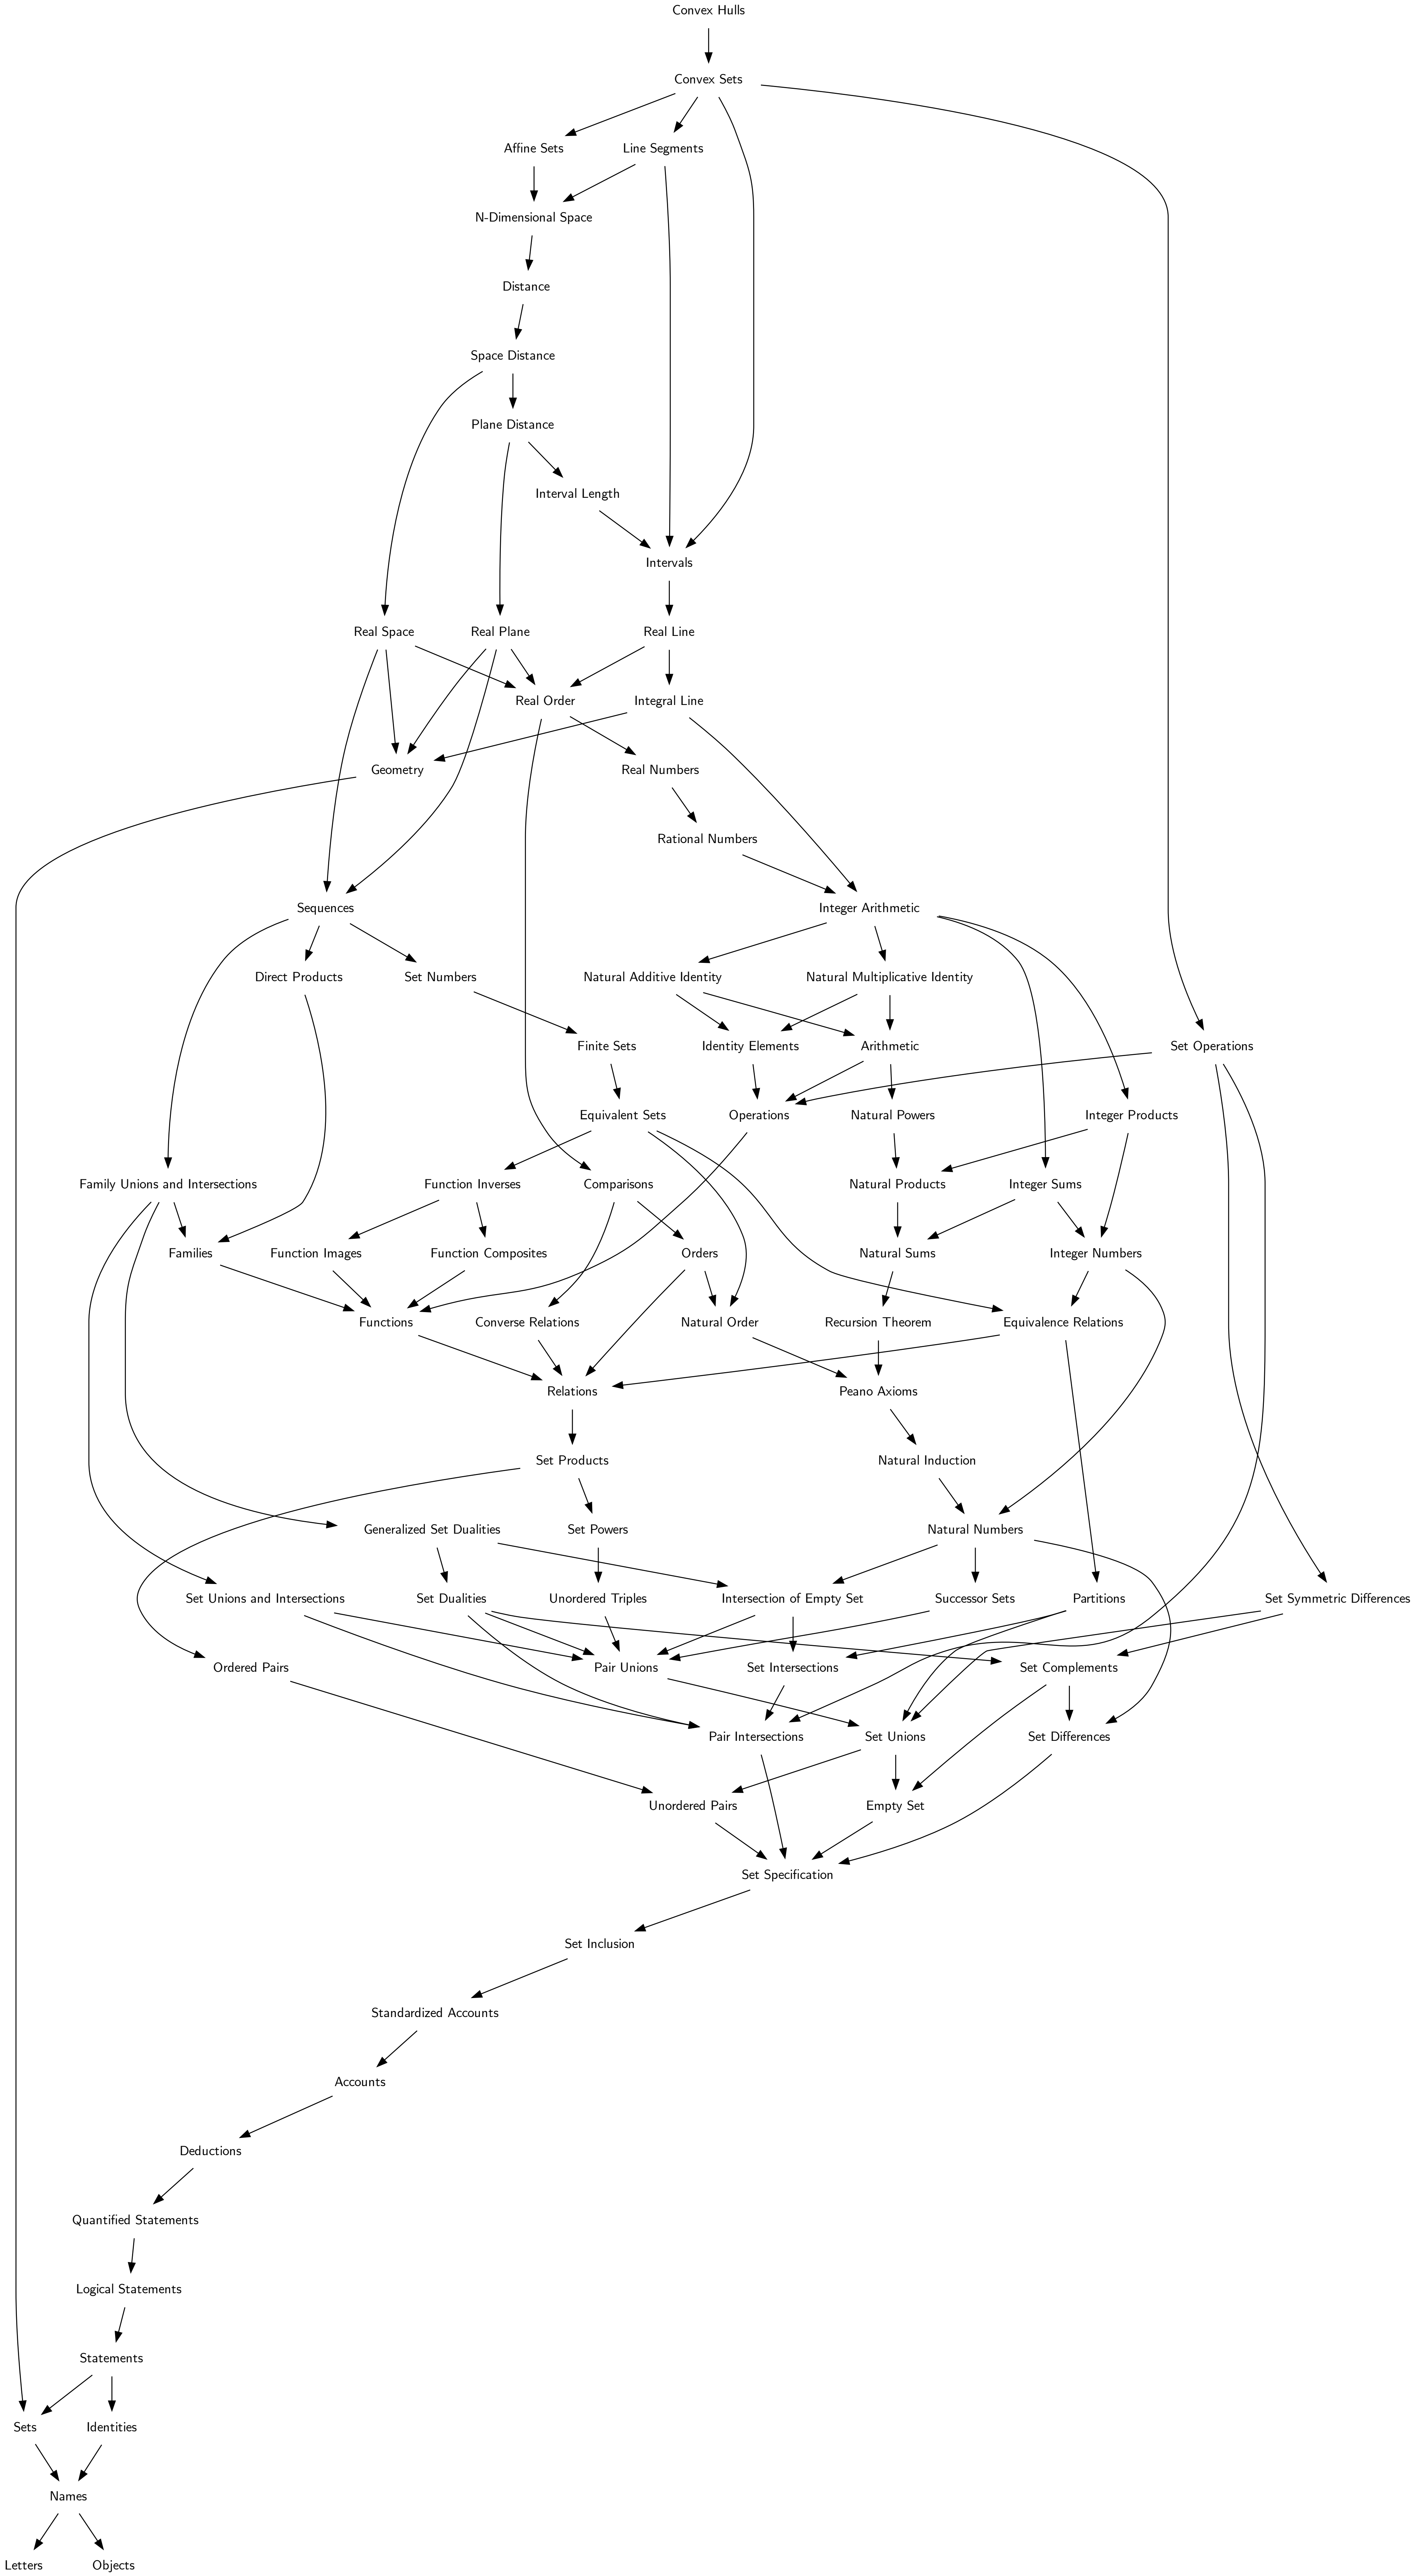 Convex Hulls
Convex Sets
Affine Sets
Line Segments
N-Dimensional Space
Distance
Space Distance
Plane Distance
Interval Length
Intervals
Real Space
Real Plane
Real Line
Real Order
Integral Line
Geometry
Real Numbers
Rational Numbers
Sequences
Integer Arithmetic
Direct Products
Set Numbers
Natural Additive Identity
Natural Multiplicative Identity
Finite Sets
Identity Elements
Arithmetic
Set Operations
Equivalent Sets
Operations
Natural Powers
Integer Products
Family Unions and Intersections
Function Inverses
Comparisons
Natural Products
Integer Sums
Families
Function Images
Function Composites
Orders
Natural Sums
Integer Numbers
Functions
Converse Relations
Natural Order
Recursion Theorem
Equivalence Relations
Relations
Peano Axioms
Set Products
Natural Induction
Generalized Set Dualities
Set Powers
Natural Numbers
Set Unions and Intersections
Set Dualities
Unordered Triples
Intersection of Empty Set
Successor Sets
Partitions
Set Symmetric Differences
Ordered Pairs
Pair Unions
Set Intersections
Set Complements
Pair Intersections
Set Unions
Set Differences
Unordered Pairs
Empty Set
Set Specification
Set Inclusion
Standardized Accounts
Accounts
Deductions
Quantified Statements
Logical Statements
Statements
Sets
Identities
Names
Letters
Objects